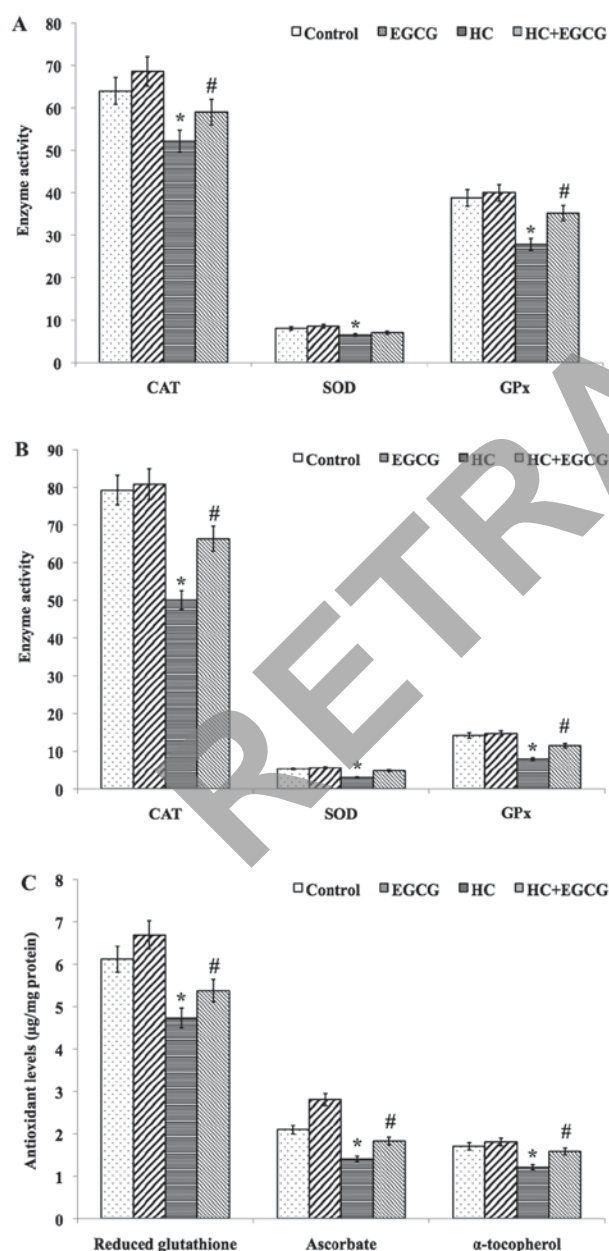 A
Control EGCG HC HC+EGCG
Enzyme activity
80
70
60
50
40
30
20
10
0
* #
*
* #
CAT SOD GPx
B
Control EGCG HC HC+EGCG
Enzyme activity
90
80
70
60
50
40
30
20
10
0
* #
*
* #
CAT SOD GPx
C
Control EGCG HC HC+EGCG
Antioxidant levels (µg/mg protein)
7
6
5
4
3
2
1
0
* #
* #
* #
Reduced glutathione Ascorbate α-tocopherol
RETRA